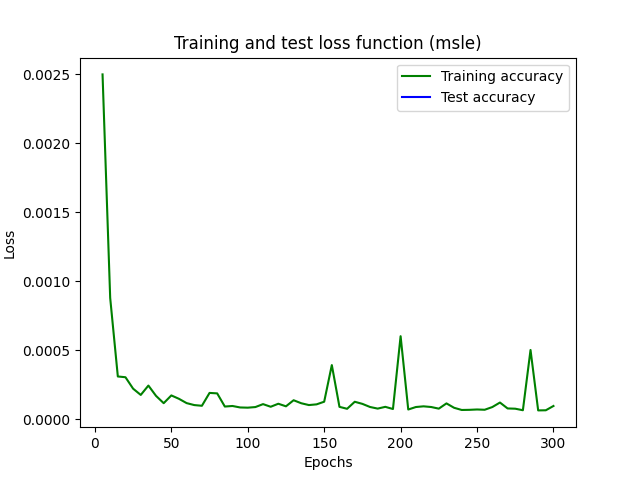 Training and test loss function (msle)
Training accuracy
Test accuracy
0.0025
0.0020
0.0015
0.0010
0.0005
0.0000
Loss
0 50 100 150 200 250 300
Epochs